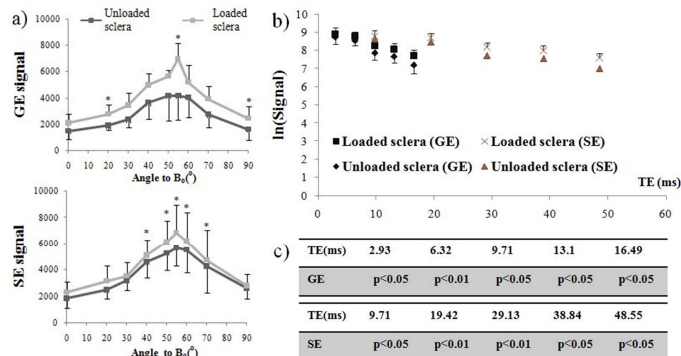 a)
Unloaded sclera
Loaded sclera
GE signal
10000
8000
6000
4000
2000
0
*
*
*
0 10 20 30 40 50 60 70 80 90
Angle to B₀(⁰)
SE signal
10000
8000
6000
4000
2000
0
* * * * *
0 10 20 30 40 50 60 70 80 90
Angle to B₀(⁰)
b)
ln(Signal)
10
9
8
7
6
5
4
3
2
1
0
Loaded sclera (GE)
Loaded sclera (SE)
Unloaded sclera (GE)
Unloaded sclera (SE)
TE (ms)
0 10 20 30 40 50 60
c)
TE(ms) 2.93 6.32 9.71 13.1 16.49
GE p<0.05 p<0.01 p<0.05 p<0.05 p<0.05
TE(ms) 9.71 19.42 29.13 38.84 48.55
SE p<0.05 p<0.01 p<0.01 p<0.05 p<0.05